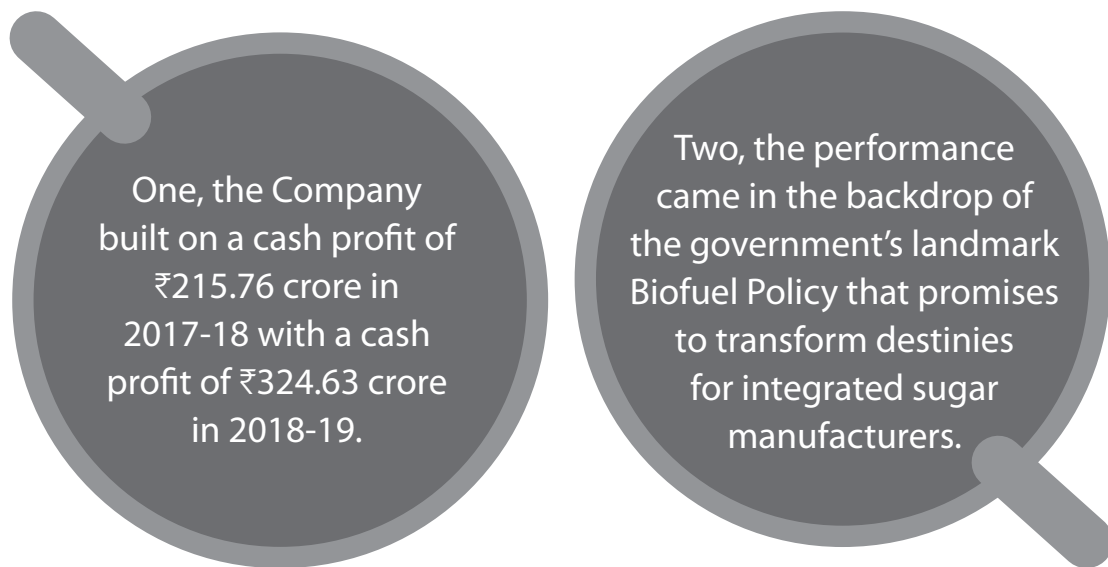 One, the Company
built on a cash profit of
₹215.76 crore in
2017-18 with a cash
profit of ₹324.63 crore
in 2018-19.
Two, the performance
came in the backdrop of
the government’s landmark
Biofuel Policy that promises
to transform destinies
for integrated sugar
manufacturers.